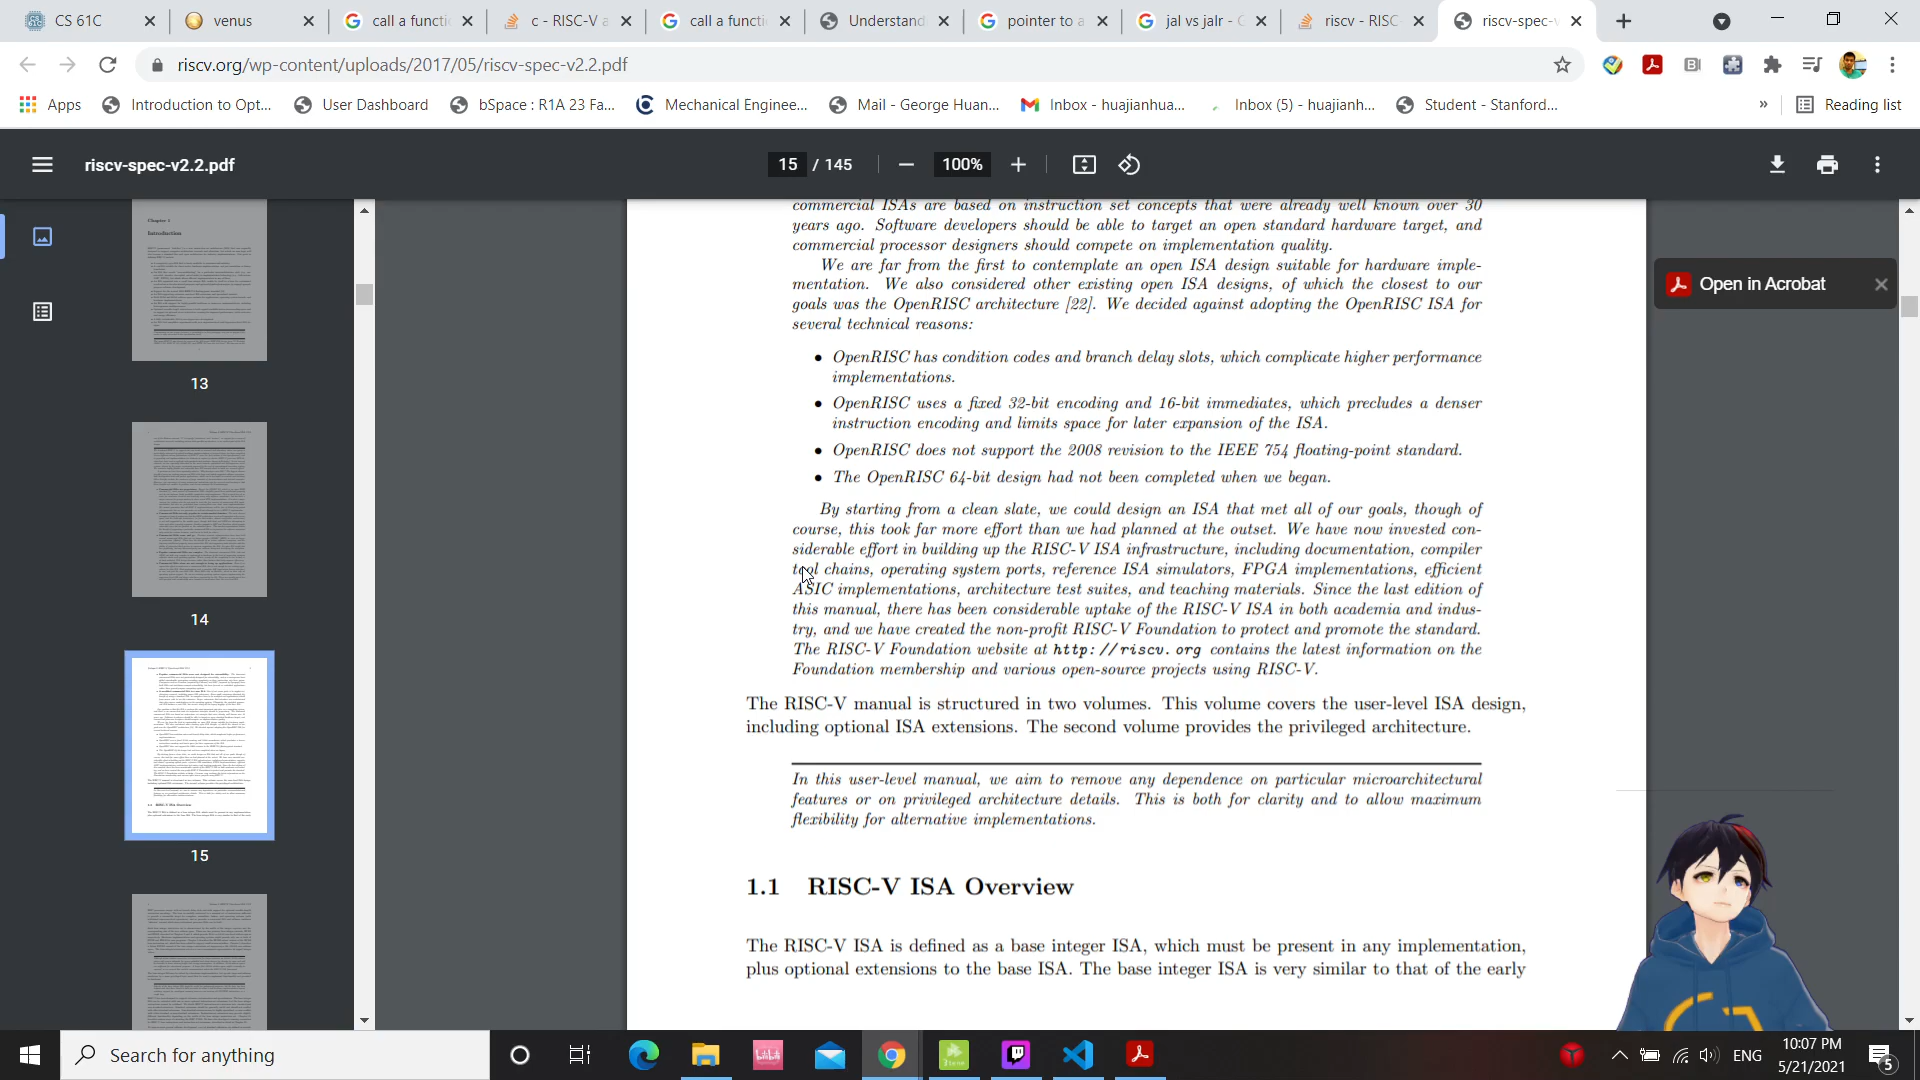 CS 61C
venus
call a functi
c - RISC-V a
call a functi
Understand
pointer to a
jal vs jalr -
riscv - RISC
riscv-spec-v
riscv.org/wp-content/uploads/2017/05/riscv-spec-v2.2.pdf
Apps
Introduction to Opt...
User Dashboard
bSpace : R1A 23 Fa...
Mechanical Enginee...
Mail - George Huan...
Inbox - huajianhua...
Inbox (5) - huajianh...
Student - Stanford...
»
Reading list
riscv-spec-v2.2.pdf
15 / 145
100%
Chapter 1
Introduction
13
14
15
commercial ISAs are based on instruction set concepts that were already well known over 30
years ago. Software developers should be able to target an open standard hardware target, and
commercial processor designers should compete on implementation quality.
We are far from the first to contemplate an open ISA design suitable for hardware imple-
mentation. We also considered other existing open ISA designs, of which the closest to our
goals was the OpenRISC architecture [22]. We decided against adopting the OpenRISC ISA for
several technical reasons:
• OpenRISC has condition codes and branch delay slots, which complicate higher performance
implementations.
• OpenRISC uses a fixed 32-bit encoding and 16-bit immediates, which precludes a denser
instruction encoding and limits space for later expansion of the ISA.
• OpenRISC does not support the 2008 revision to the IEEE 754 floating-point standard.
• The OpenRISC 64-bit design had not been completed when we began.
By starting from a clean slate, we could design an ISA that met all of our goals, though of
course, this took far more effort than we had planned at the outset. We have now invested con-
siderable effort in building up the RISC-V ISA infrastructure, including documentation, compiler
tool chains, operating system ports, reference ISA simulators, FPGA implementations, efficient
ASIC implementations, architecture test suites, and teaching materials. Since the last edition of
this manual, there has been considerable uptake of the RISC-V ISA in both academia and indus-
try, and we have created the non-profit RISC-V Foundation to protect and promote the standard.
The RISC-V Foundation website at http://riscv.org contains the latest information on the
Foundation membership and various open-source projects using RISC-V.
The RISC-V manual is structured in two volumes. This volume covers the user-level ISA design,
including optional ISA extensions. The second volume provides the privileged architecture.
In this user-level manual, we aim to remove any dependence on particular microarchitectural
features or on privileged architecture details. This is both for clarity and to allow maximum
flexibility for alternative implementations.
1.1 RISC-V ISA Overview
The RISC-V ISA is defined as a base integer ISA, which must be present in any implementation,
plus optional extensions to the base ISA. The base integer ISA is very similar to that of the early
Open in Acrobat
Search for anything
ENG
10:07 PM
5/21/2021
5